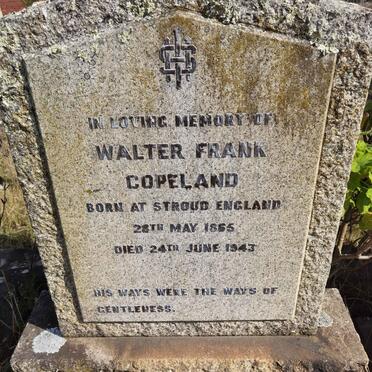 IN LOVING MEMORY OF
WALTER FRANK
COPELAND
BORN AT STROUD ENGLAND
28TH MAY 1865
DIED 24TH JUNE 1943
HIS WAYS WERE THE WAYS OF
GENTLENESS.